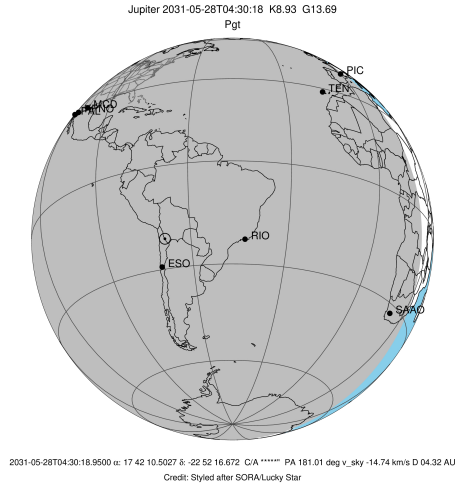 Jupiter 2031-05-28T04:30:18 K8.93 G13.69
Pgt
PIC
TEN
MCD
RIO
ESO
SAAO
2031-05-28T04:30:18.9500 α: 17 42 10.5027 δ: -22 52 16.672 C/A *****" PA 181.01 deg v_sky -14.74 km/s D 04.32 AU
Credit: Styled after SORA/Lucky Star